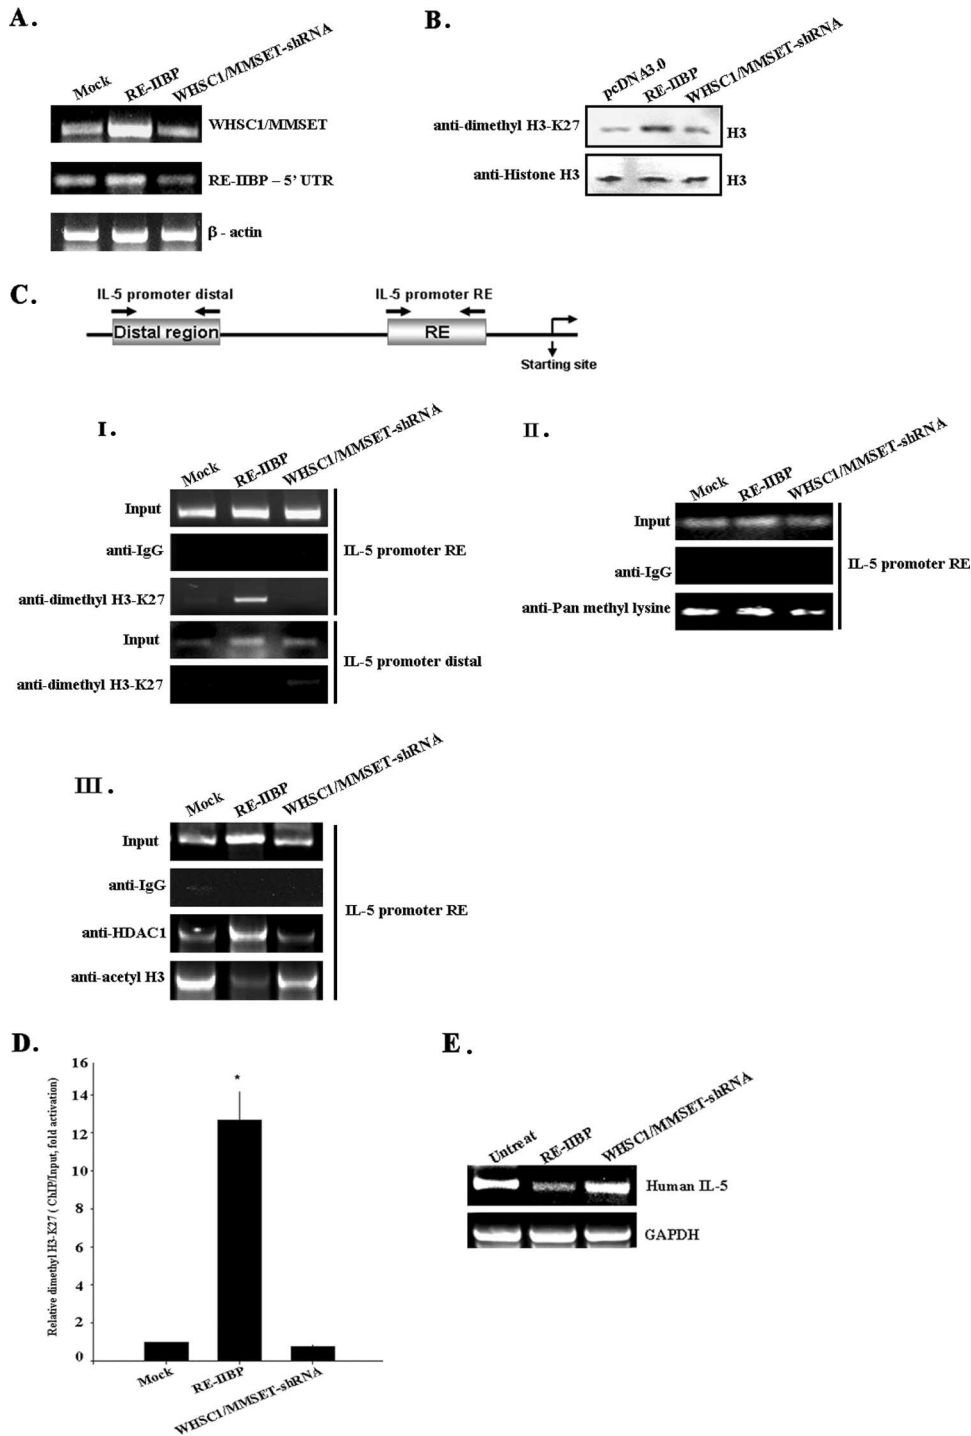 A.
Mock
RE-IIBP
WHSC1/MMSET-shRNA
WHSC1/MMSET
RE-IIBP – 5' UTR
β - actin
B.
pcDNA3.0
RE-IIBP
WHSC1/MMSET-shRNA
anti-dimethyl H3-K27
H3
anti-Histone H3
H3
C.
IL-5 promoter distal
IL-5 promoter RE
Distal region
RE
Starting site
I.
Mock
RE-IIBP
WHSC1/MMSET-shRNA
Input
anti-IgG
anti-dimethyl H3-K27
IL-5 promoter RE
Input
anti-dimethyl H3-K27
IL-5 promoter distal
II.
Mock
RE-IIBP
WHSC1/MMSET-shRNA
Input
anti-IgG
anti-Pan methyl lysine
IL-5 promoter RE
III.
Mock
RE-IIBP
WHSC1/MMSET-shRNA
Input
anti-IgG
anti-HDAC1
anti-acetyl H3
IL-5 promoter RE
D.
Relative dimethyl H3-K27 ( ChIP/Input, fold activation)
16
14
12
10
8
6
4
2
0
*
Mock
RE-IIBP
WHSC1/MMSET-shRNA
E.
Untreat
RE-IIBP
WHSC1/MMSET-shRNA
Human IL-5
GAPDH